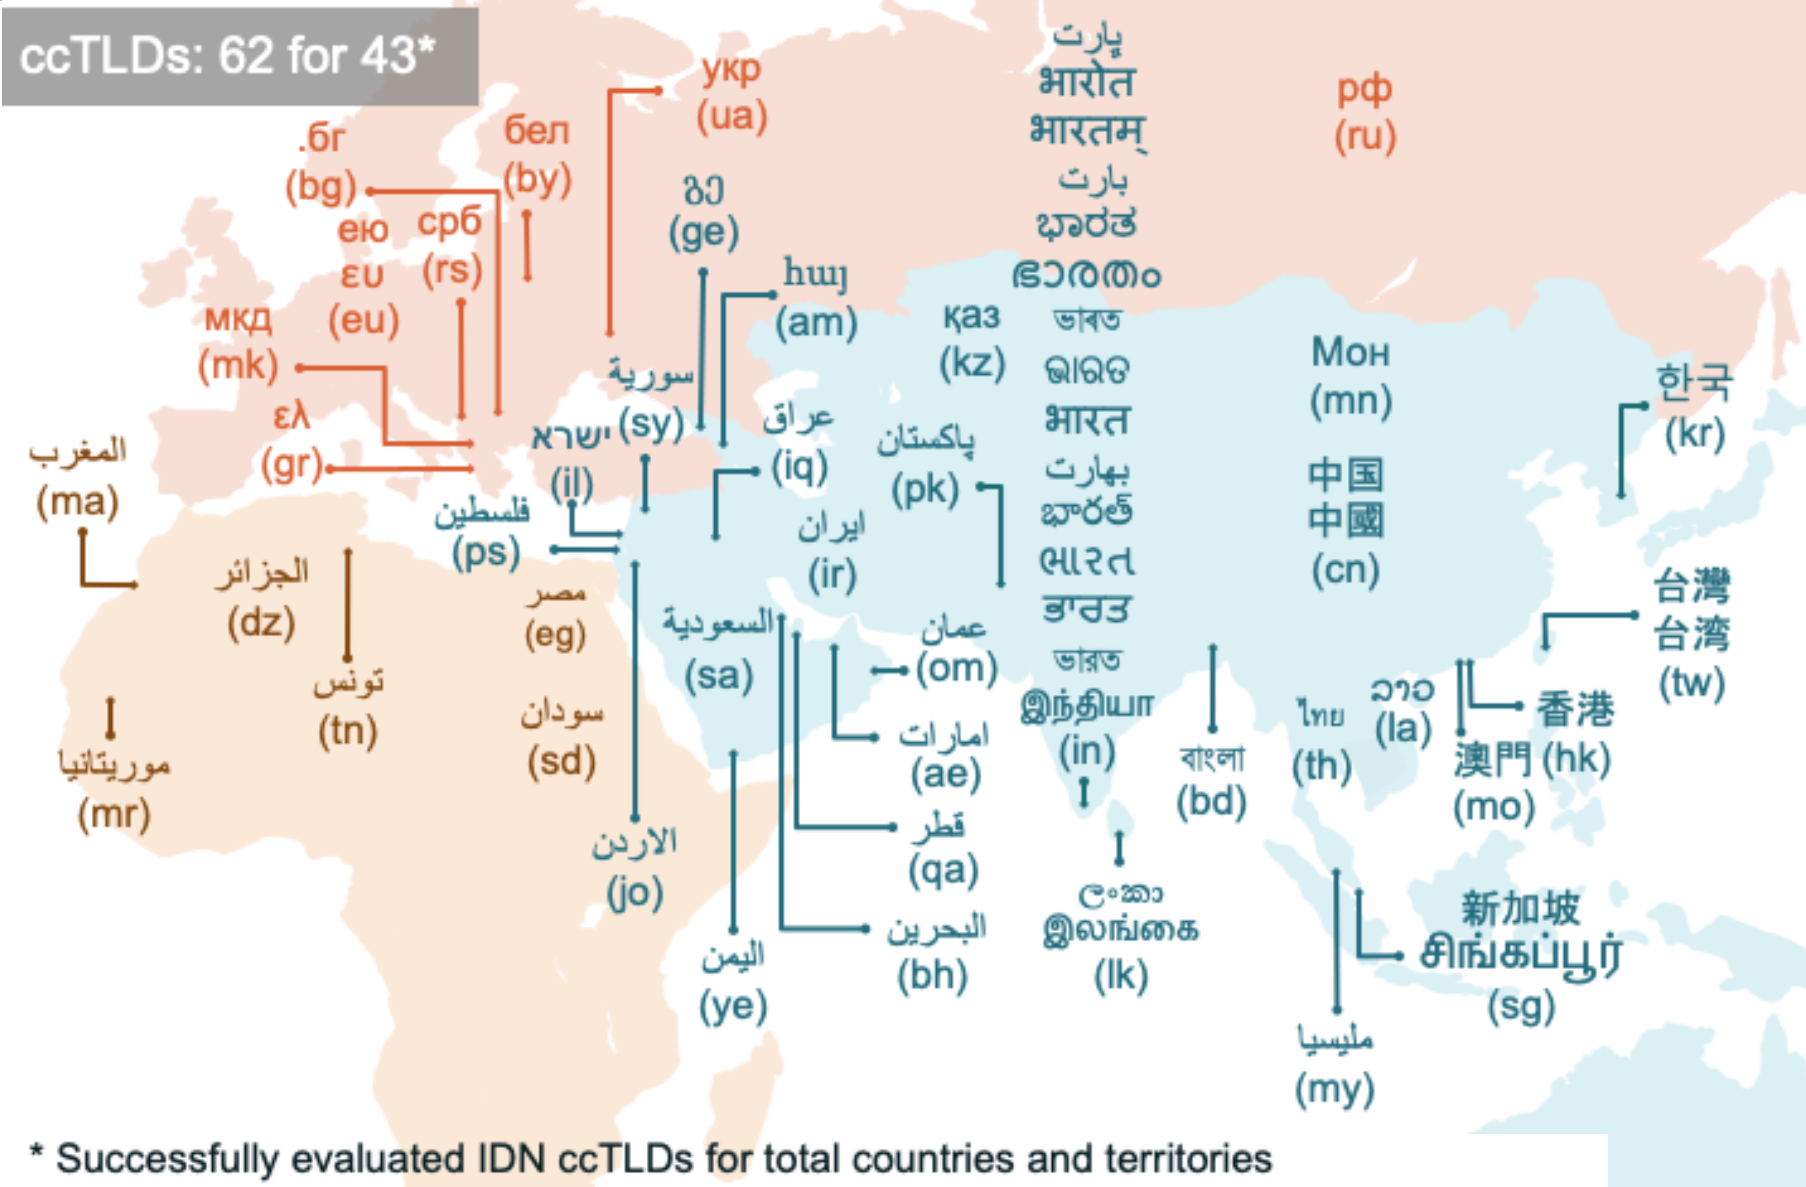 ccTLDs: 62 for 43*
укр
(ua)
рф
(ru)
.бг
(bg)
бел
(by)
ею
ευ
(eu)
срб
(rs)
мкд
(mk)
ελ
(gr)
გე
(ge)
հայ
(am)
қаз
(kz)
Мон
(mn)
한국
(kr)
سورية
(sy)
ישרא
(il)
عراق
(iq)
پاکستان
(pk)
ایران
(ir)
فلسطين
(ps)
المغرب
(ma)
الجزائر
(dz)
تونس
(tn)
مصر
(eg)
سودان
(sd)
موريتانيا
(mr)
السعودية
(sa)
عمان
(om)
امارات
(ae)
قطر
(qa)
البحرين
(bh)
الاردن
(jo)
اليمن
(ye)
भारोत
भारतम्
بارت
ಭಾರತ
ഭാരതം
ভাৰত
ଭାରତ
भारत
بھارت
భారత్
ભારત
ਭਾਰਤ
ভারত
இந்தியா
(in)
ලංකා
இலங்கை
(lk)
বাংলা
(bd)
中国
中國
(cn)
台灣
台湾
(tw)
香港
(hk)
澳門
(mo)
ລາວ
(la)
ไทย
(th)
新加坡
சிங்கப்பூர்
(sg)
مليسيا
(my)
* Successfully evaluated IDN ccTLDs for total countries and territories